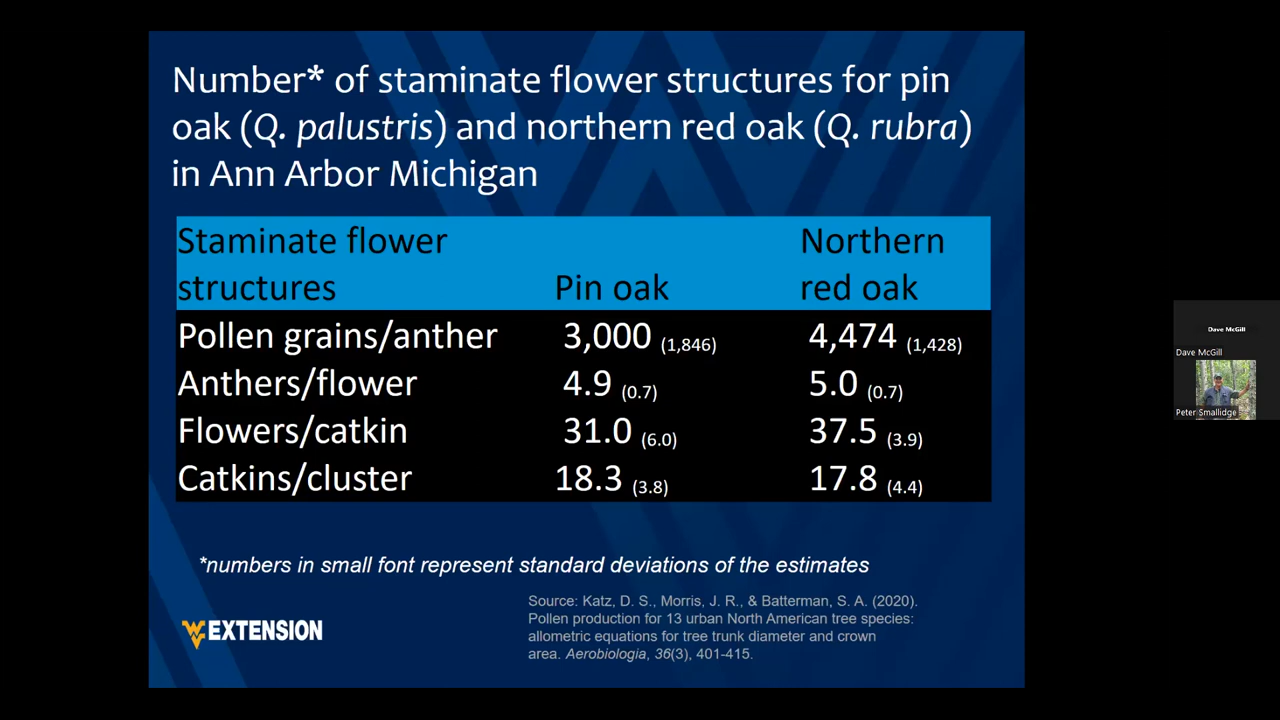 Number* of staminate flower structures for pin
oak (Q. palustris) and northern red oak (Q. rubra)
in Ann Arbor Michigan
Staminate flower
structures
Pin oak
Northern
red oak
Pollen grains/anther 3,000 (1,846) 4,474 (1,428)
Anthers/flower 4.9 (0.7) 5.0 (0.7)
Flowers/catkin 31.0 (6.0) 37.5 (3.9)
Catkins/cluster 18.3 (3.8) 17.8 (4.4)
*numbers in small font represent standard deviations of the estimates
Source: Katz, D. S., Morris, J. R., & Batterman, S. A. (2020).
Pollen production for 13 urban North American tree species:
allometric equations for tree trunk diameter and crown
area. Aerobiologia, 36(3), 401-415.
WV EXTENSION
Dave McGill
Dave McGill
Peter Smallidge